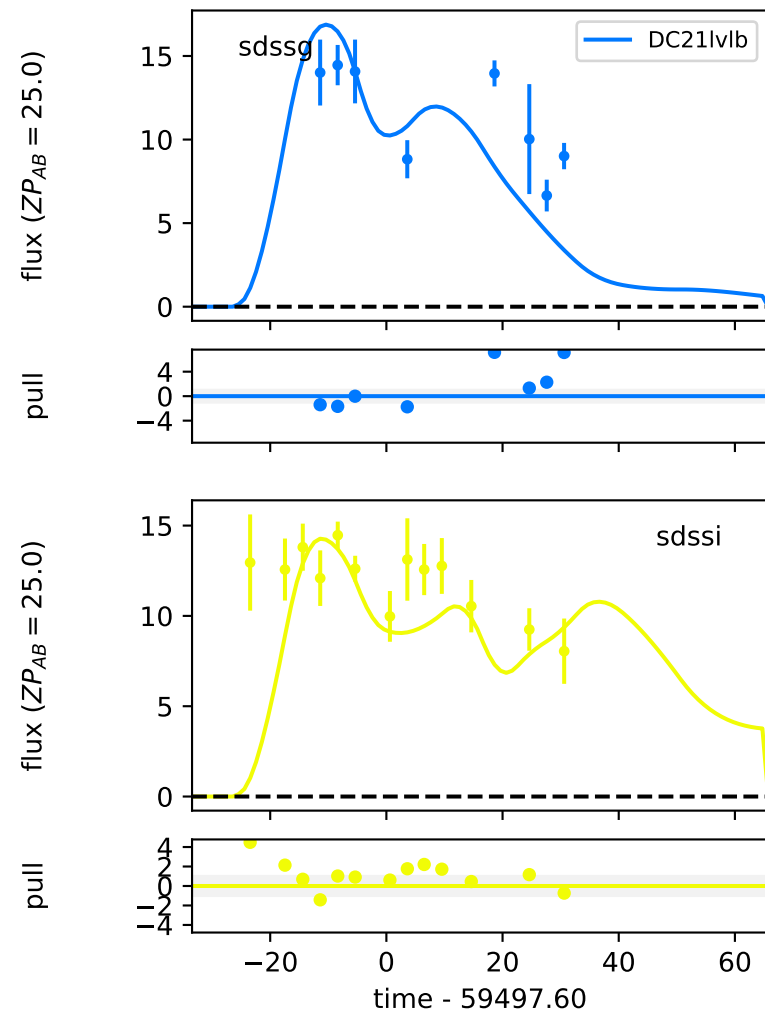 sdssg
DC21lvlb
flux (ZP_AB = 25.0)
15
10
5
0
pull
4
0
−4
sdssi
flux (ZP_AB = 25.0)
15
10
5
0
pull
4
2
0
−2
−4
−20 0 20 40 60
time - 59497.60